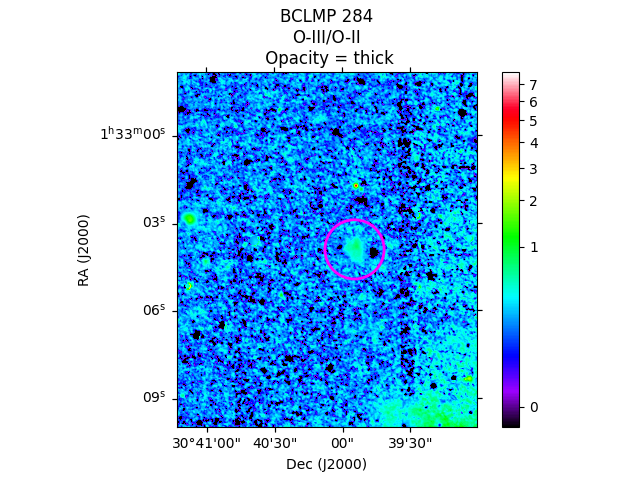 BCLMP 284
O-III/O-II
Opacity = thick
1ʰ33ᵐ00ˢ
03ˢ
06ˢ
09ˢ
RA (J2000)
30°41'00" 40'30" 00" 39'30"
Dec (J2000)
7
6
5
4
3
2
1
0